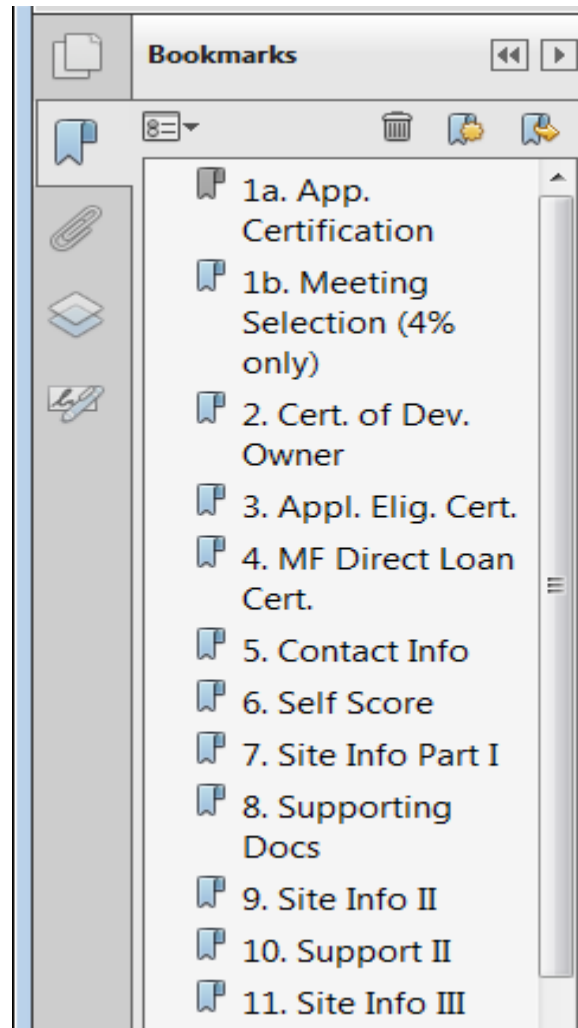 Bookmarks
1a. App.
Certification
1b. Meeting
Selection (4%
only)
2. Cert. of Dev.
Owner
3. Appl. Elig. Cert.
4. MF Direct Loan
Cert.
5. Contact Info
6. Self Score
7. Site Info Part I
8. Supporting
Docs
9. Site Info II
10. Support II
11. Site Info III